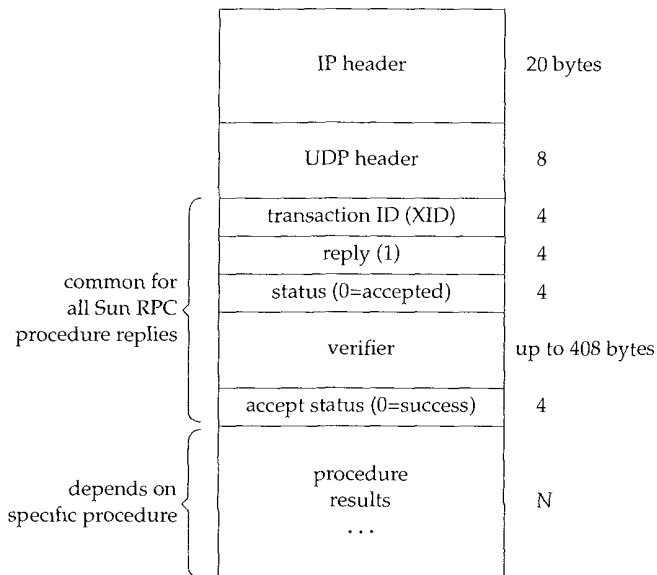 IP header 20 bytes
UDP header 8
transaction ID (XID) 4
reply (1) 4
status (0=accepted) 4
common for
all Sun RPC
procedure replies
verifier up to 408 bytes
accept status (0=success) 4
depends on
specific procedure
procedure
results
. . .
N